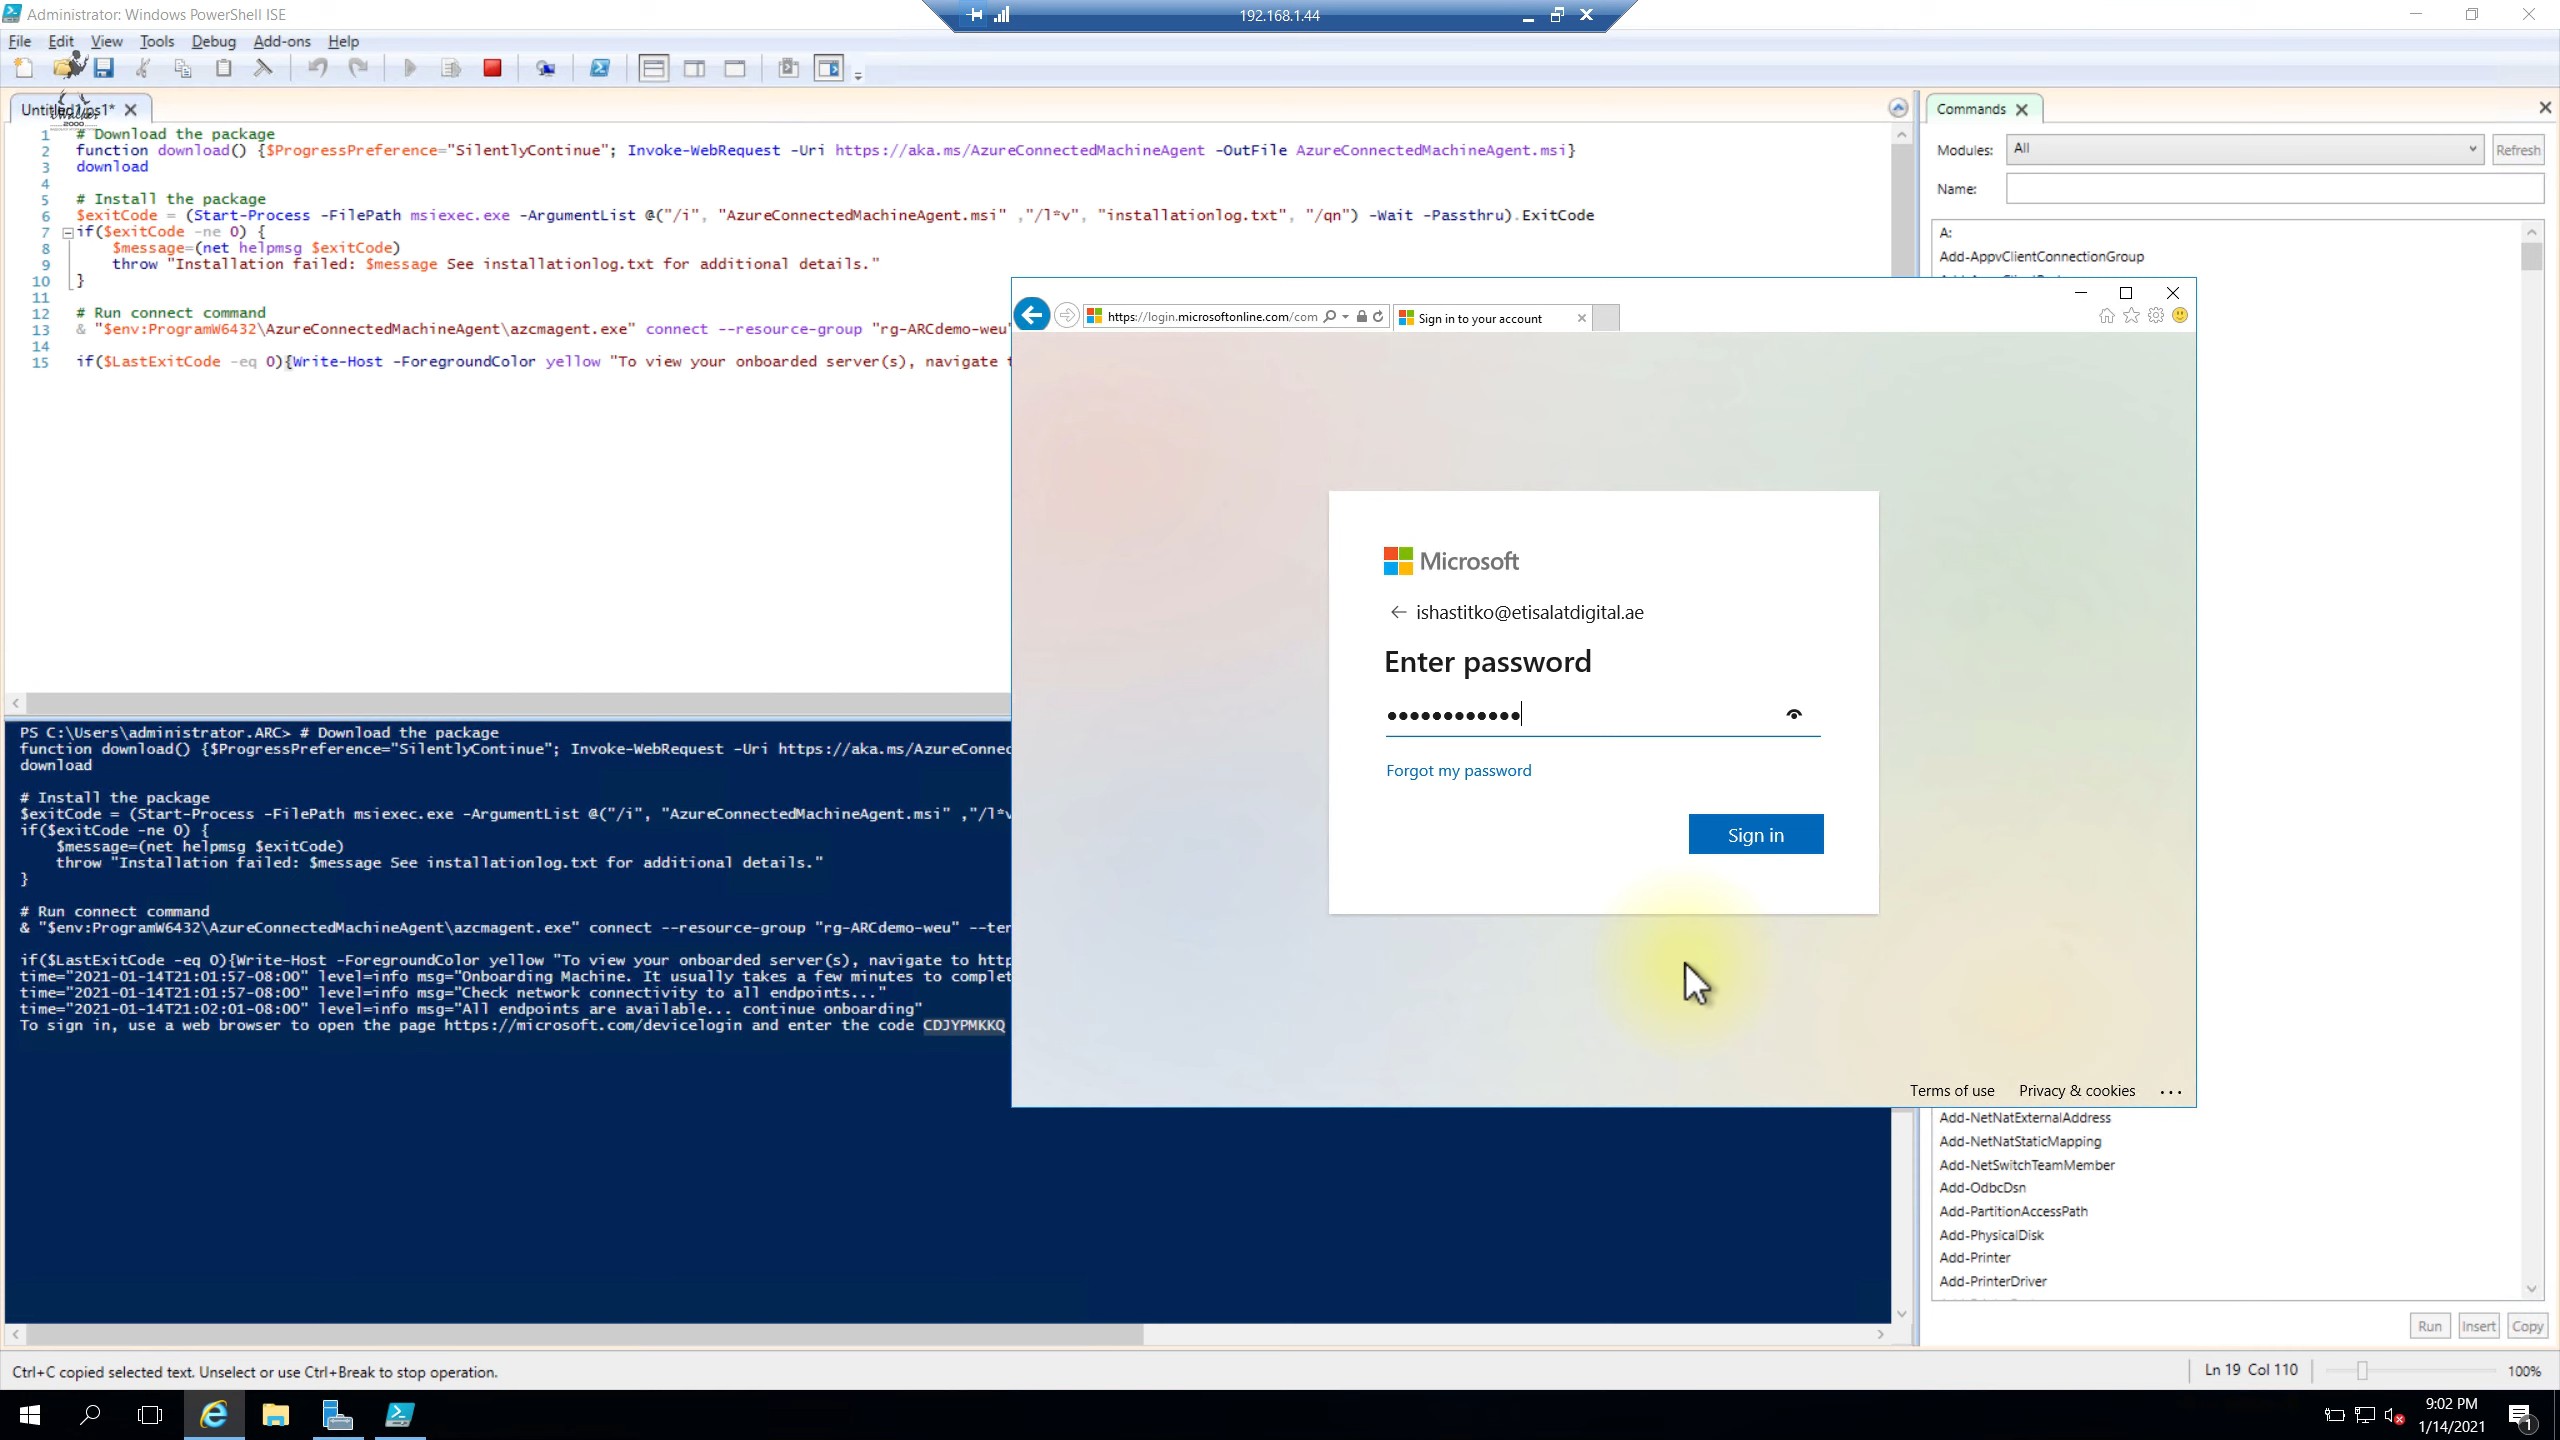 Administrator: Windows PowerShell ISE
192.168.1.44
File Edit View Tools Debug Add-ons Help
Untitled1.ps1*
1 # Download the package
2 function download() {$ProgressPreference="SilentlyContinue"; Invoke-WebRequest -Uri https://aka.ms/AzureConnectedMachineAgent -OutFile AzureConnectedMachineAgent.msi}
3 download
4
5 # Install the package
6 $exitCode = (Start-Process -FilePath msiexec.exe -ArgumentList @("/i", "AzureConnectedMachineAgent.msi" ,"/l*v", "installationlog.txt", "/qn") -Wait -Passthru).ExitCode
7 if($exitCode -ne 0) {
8 $message=(net helpmsg $exitCode)
9 throw "Installation failed: $message See installationlog.txt for additional details."
10 }
11
12 # Run connect command
13 & "$env:ProgramW6432\AzureConnectedMachineAgent\azcmagent.exe" connect --resource-group "rg-ARCdemo-weu"
14
15 if($LastExitCode -eq 0){Write-Host -ForegroundColor yellow "To view your onboarded server(s), navigate t
PS C:\Users\administrator.ARC> # Download the package
function download() {$ProgressPreference="SilentlyContinue"; Invoke-WebRequest -Uri https://aka.ms/AzureConnec
download
# Install the package
$exitCode = (Start-Process -FilePath msiexec.exe -ArgumentList @("/i", "AzureConnectedMachineAgent.msi" ,"/l*v
if($exitCode -ne 0) {
$message=(net helpmsg $exitCode)
throw "Installation failed: $message See installationlog.txt for additional details."
}
# Run connect command
& "$env:ProgramW6432\AzureConnectedMachineAgent\azcmagent.exe" connect --resource-group "rg-ARCdemo-weu" --ten
if($LastExitCode -eq 0){Write-Host -ForegroundColor yellow "To view your onboarded server(s), navigate to http
time="2021-01-14T21:01:57-08:00" level=info msg="Onboarding Machine. It usually takes a few minutes to complet
time="2021-01-14T21:01:57-08:00" level=info msg="Check network connectivity to all endpoints..."
time="2021-01-14T21:02:01-08:00" level=info msg="All endpoints are available... continue onboarding"
To sign in, use a web browser to open the page https://microsoft.com/devicelogin and enter the code CDJYPMKKQ
https://login.microsoftonline.com/com
Sign in to your account
Microsoft
ishastitko@etisalatdigital.ae
Enter password
Forgot my password
Sign in
Terms of use Privacy & cookies ...
Commands
Modules: All Refresh
Name:
A:
Add-AppvClientConnectionGroup
Add-NetNatExternalAddress
Add-NetNatStaticMapping
Add-NetSwitchTeamMember
Add-OdbcDsn
Add-PartitionAccessPath
Add-PhysicalDisk
Add-Printer
Add-PrinterDriver
Run Insert Copy
Ctrl+C copied selected text. Unselect or use Ctrl+Break to stop operation.
Ln 19 Col 110
100%
9:02 PM
1/14/2021
1